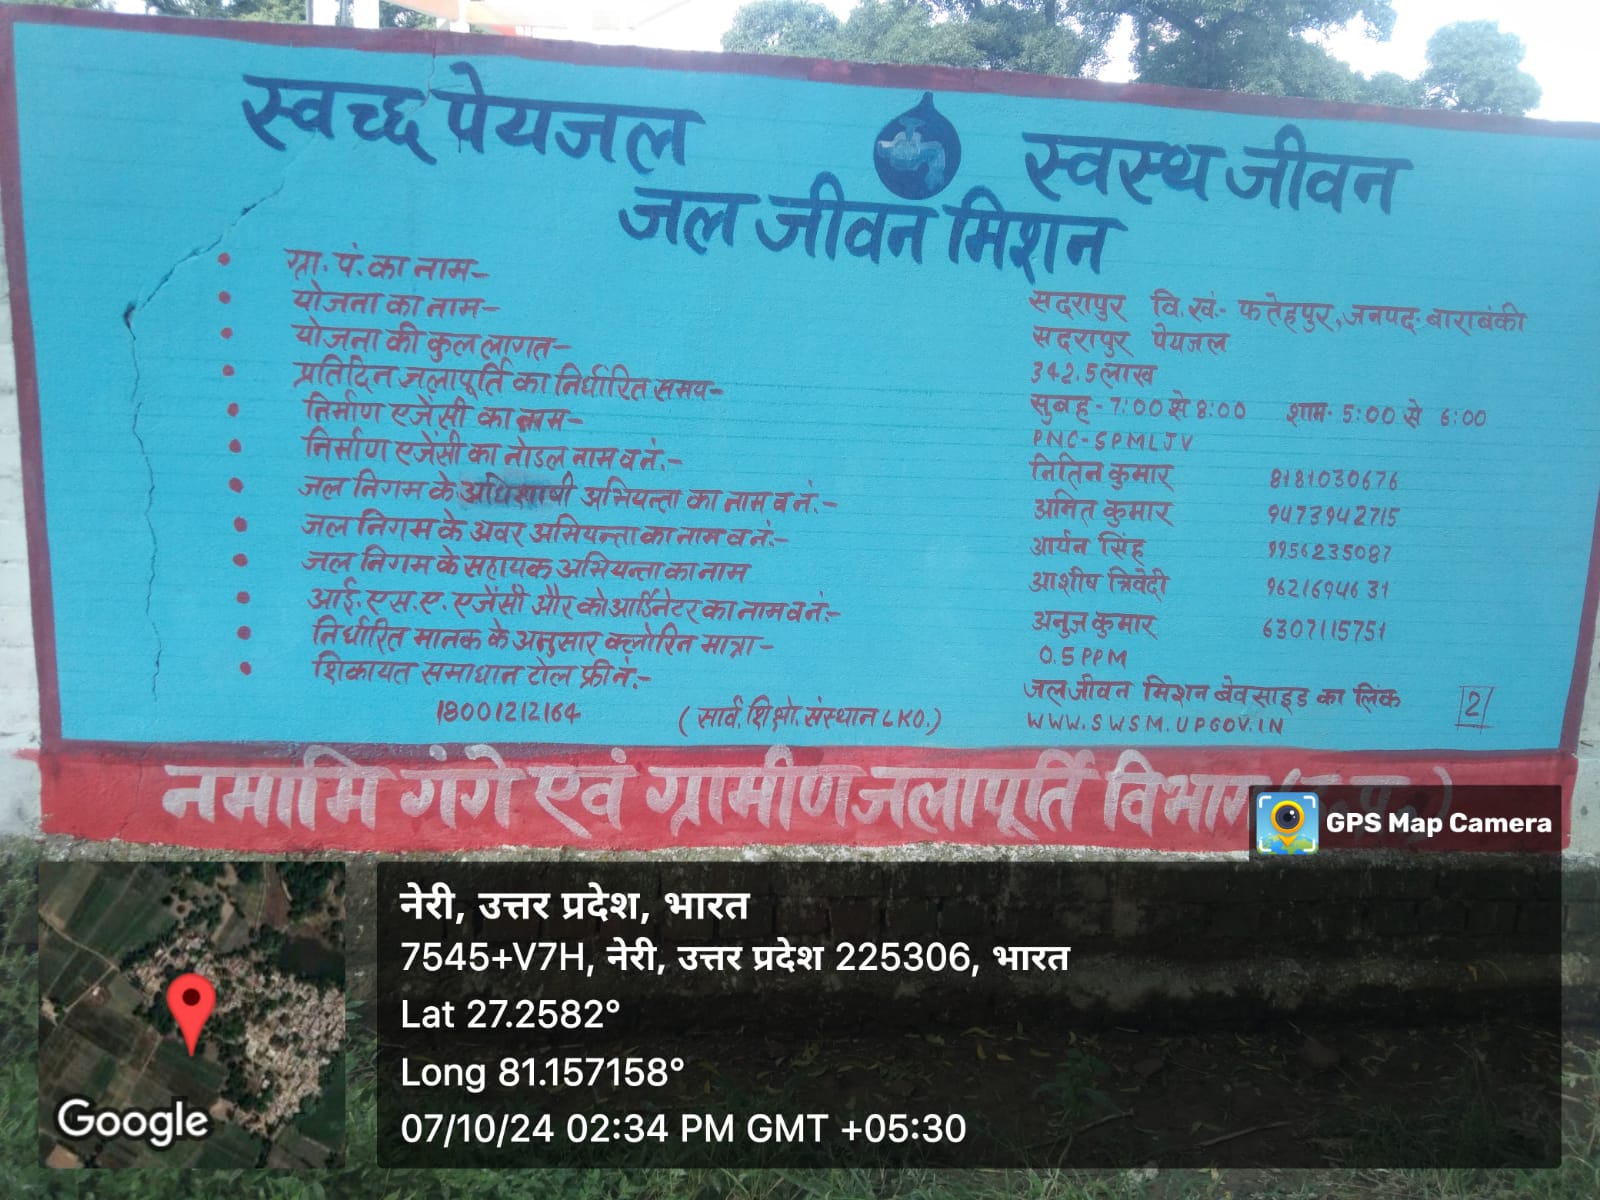 स्वच्छ पेयजल स्वस्थ जीवन
जल जीवन मिशन
ग्रा. पं. का नाम- सदरापुर वि.खं:- फतेहपुर, जनपद- बाराबंकी
योजना का नाम- सदरापुर पेयजल
योजना की कुल लागत- 342.5 लाख
प्रतिदिन जलापूर्ति का निर्धारित समय- सुबह - 7:00 से 8:00 शाम- 5:00 से 6:00
निर्माण एजेंसी का नाम- PNC-SPMLJV
निर्माण एजेंसी का नोडल नाम व नं.:- नितिन कुमार 8181030676
जल निगम के अधिशाषी अभियन्ता का नाम व नं:- अमित कुमार 9473942715
जल निगम के अवर अभियन्ता का नाम व नं:- आर्यन सिंह 9956235087
जल निगम के सहायक अभियन्ता का नाम आशीष त्रिवेदी 9621694631
आई.एस.ए. एजेंसी और कोआर्डिनेटर का नाम व नं:- अनुज कुमार 6307115751
निर्धारित मानक के अनुसार क्लोरिन मात्रा- 0.5 PPM
शिकायत समाधान टोल फ्री नं:- जल जीवन मिशन बेवसाइड का लिंक 2
18001212164 (सार्व. शिक्षो. संस्थान LKO.) WWW.SWSM.UPGOV.IN
नमामि गंगे एवं ग्रामीण जलापूर्ति विभाग
GPS Map Camera
नेरी, उत्तर प्रदेश, भारत
7545+V7H, नेरी, उत्तर प्रदेश 225306, भारत
Lat 27.2582°
Long 81.157158°
07/10/24 02:34 PM GMT +05:30
Google